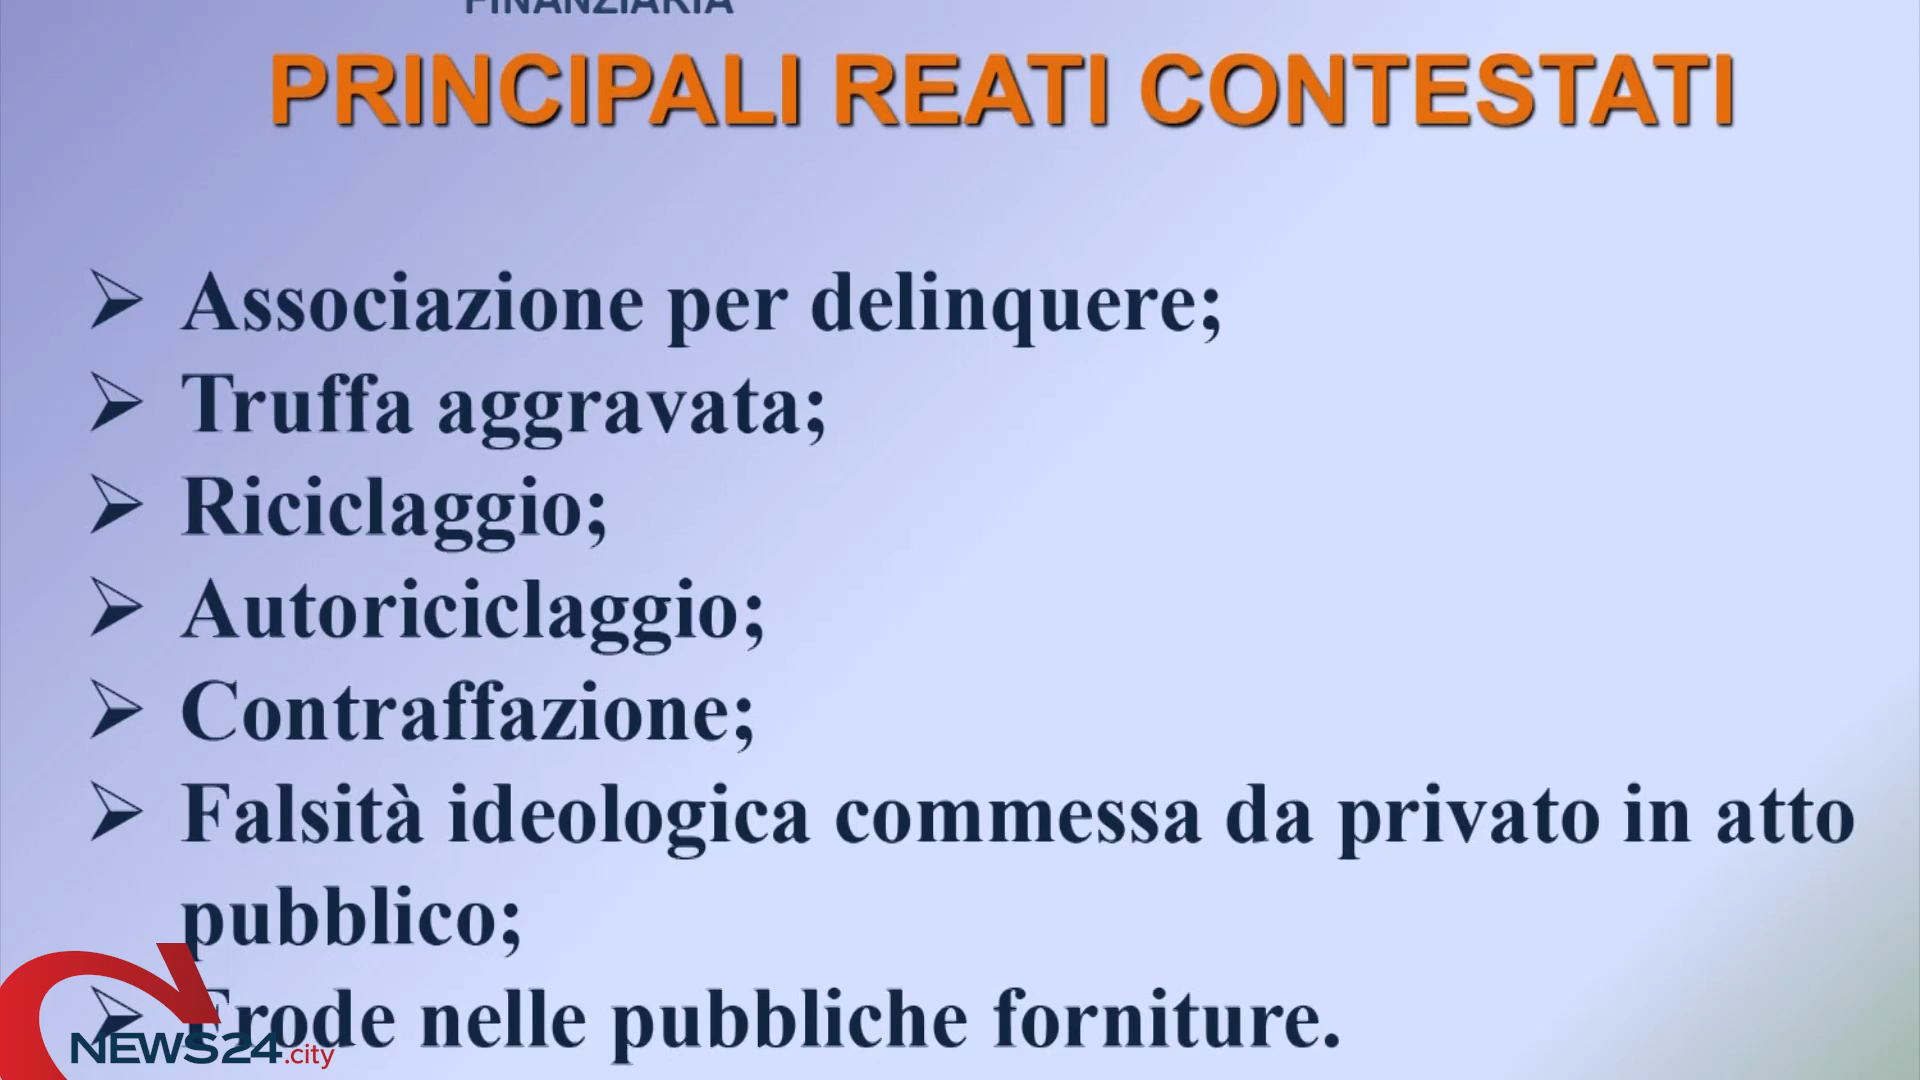 FINANZIARIA
PRINCIPALI REATI CONTESTATI
➢ Associazione per delinquere;
➢ Truffa aggravata;
➢ Riciclaggio;
➢ Autoriciclaggio;
➢ Contraffazione;
➢ Falsità ideologica commessa da privato in atto
pubblico;
➢ Frode nelle pubbliche forniture.
NEWS24.city